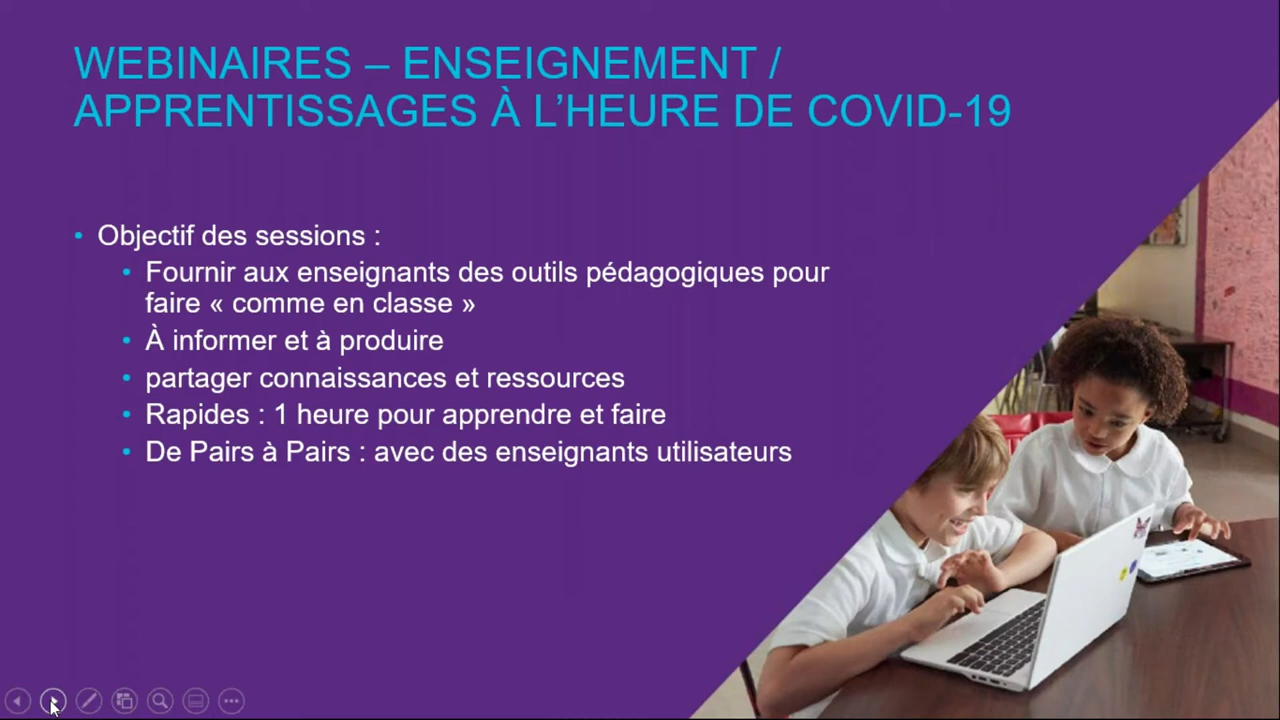 WEBINAIRES – ENSEIGNEMENT /
APPRENTISSAGES À L’HEURE DE COVID-19
• Objectif des sessions :
• Fournir aux enseignants des outils pédagogiques pour
faire « comme en classe »
• À informer et à produire
• partager connaissances et ressources
• Rapides : 1 heure pour apprendre et faire
• De Pairs à Pairs : avec des enseignants utilisateurs